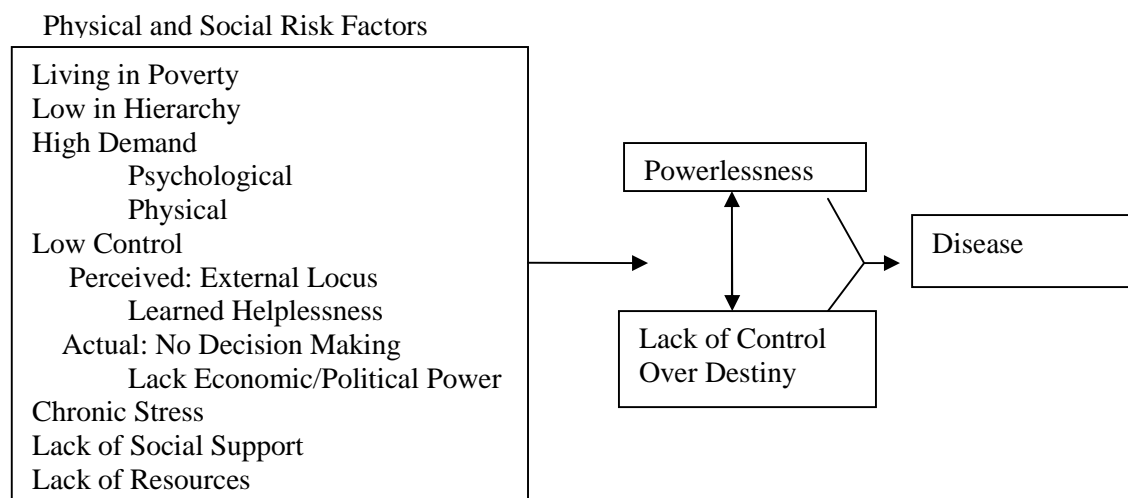 Physical and Social Risk Factors
Living in Poverty
Low in Hierarchy
High Demand
Psychological
Physical
Low Control
Perceived: External Locus
Learned Helplessness
Actual: No Decision Making
Lack Economic/Political Power
Chronic Stress
Lack of Social Support
Lack of Resources
Powerlessness
Lack of Control
Over Destiny
Disease